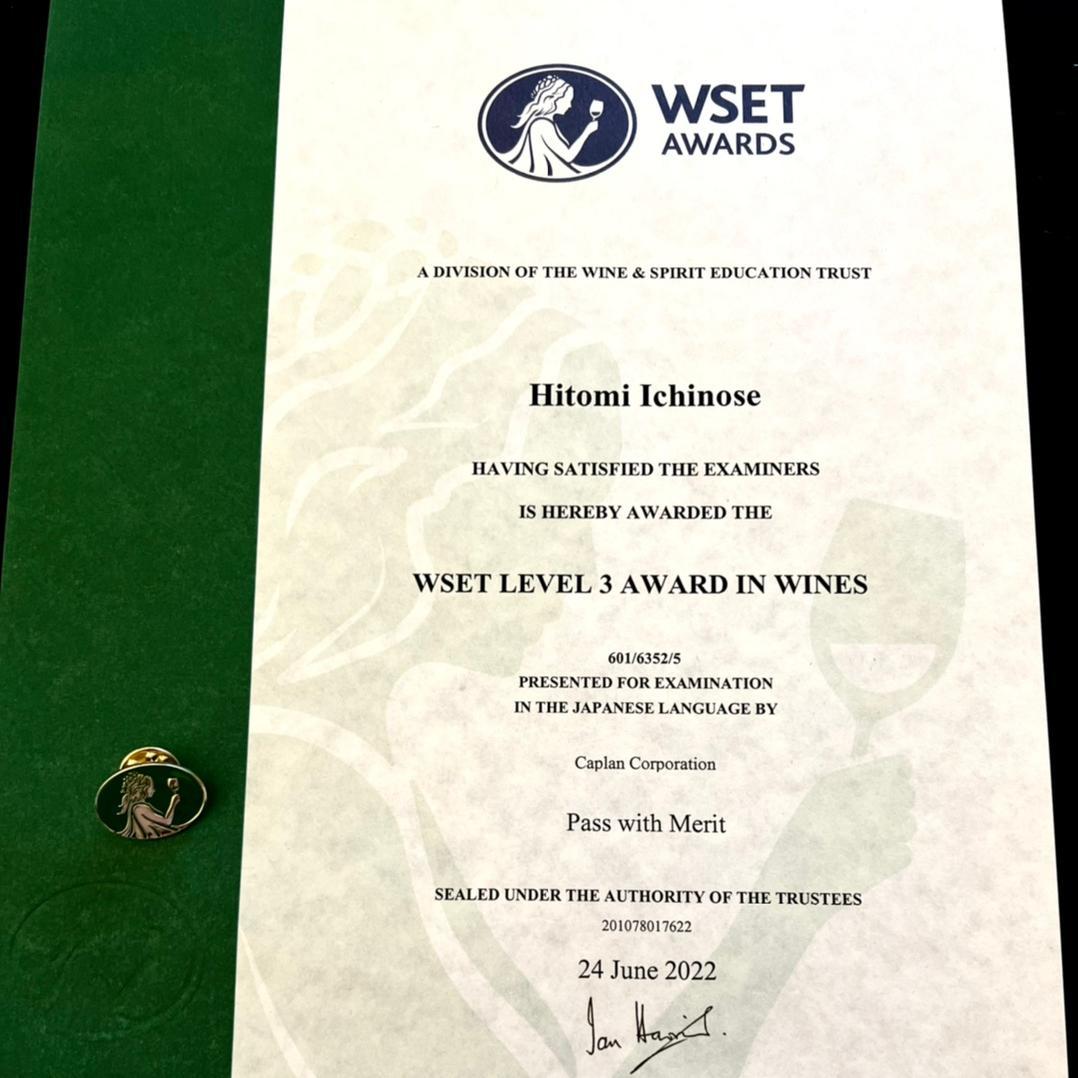 WSET
AWARDS
A DIVISION OF THE WINE & SPIRIT EDUCATION TRUST
Hitomi Ichinose
HAVING SATISFIED THE EXAMINERS
IS HEREBY AWARDED THE
WSET LEVEL 3 AWARD IN WINES
601/6352/5
PRESENTED FOR EXAMINATION
IN THE JAPANESE LANGUAGE BY
Caplan Corporation
Pass with Merit
SEALED UNDER THE AUTHORITY OF THE TRUSTEES
201078017622
24 June 2022
Ian Harris